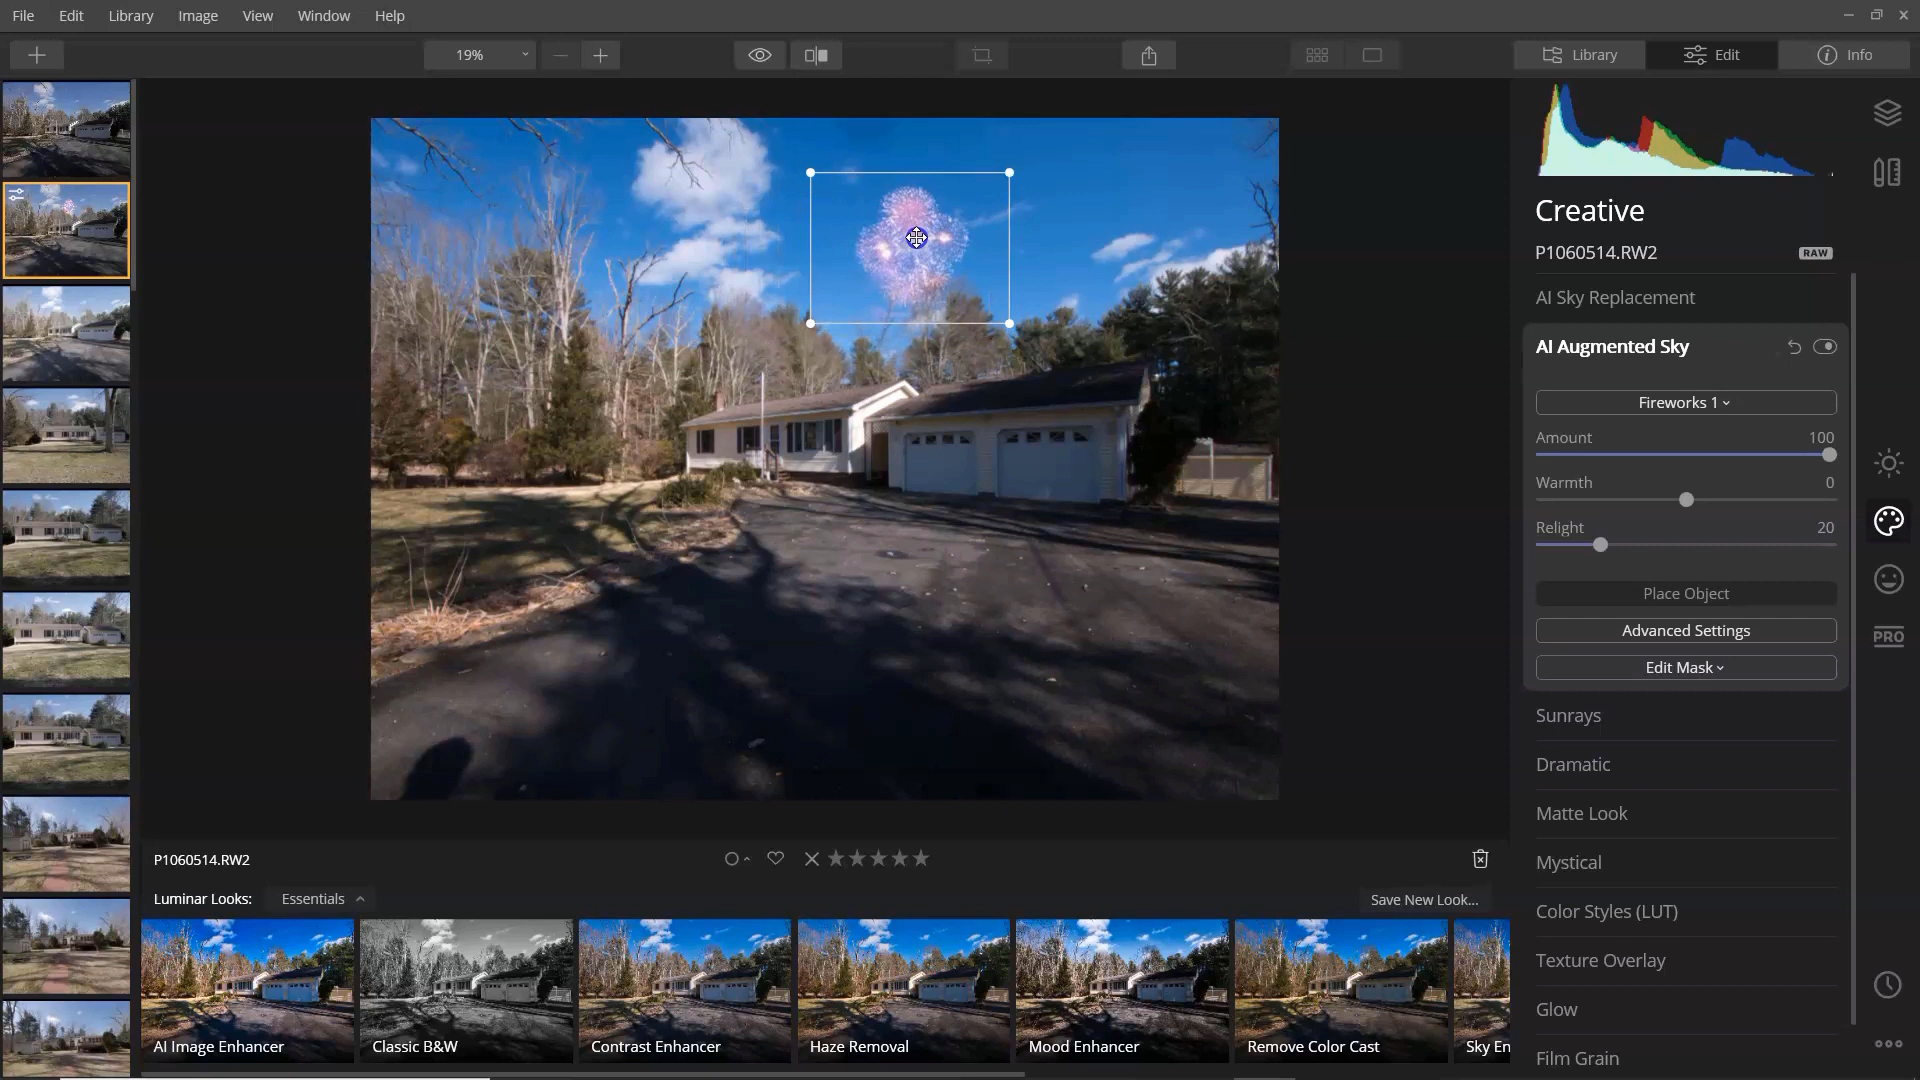 File Edit Library Image View Window Help
19%
Library Edit Info
Creative
P1060514.RW2 RAW
AI Sky Replacement
AI Augmented Sky
Fireworks 1
Amount 100
Warmth 0
Relight 20
Place Object
Advanced Settings
Edit Mask
Sunrays
Dramatic
Matte Look
Mystical
Color Styles (LUT)
Texture Overlay
Glow
Film Grain
PRO
P1060514.RW2
Luminar Looks: Essentials
Save New Look...
AI Image Enhancer
Classic B&W
Contrast Enhancer
Haze Removal
Mood Enhancer
Remove Color Cast
Sky En